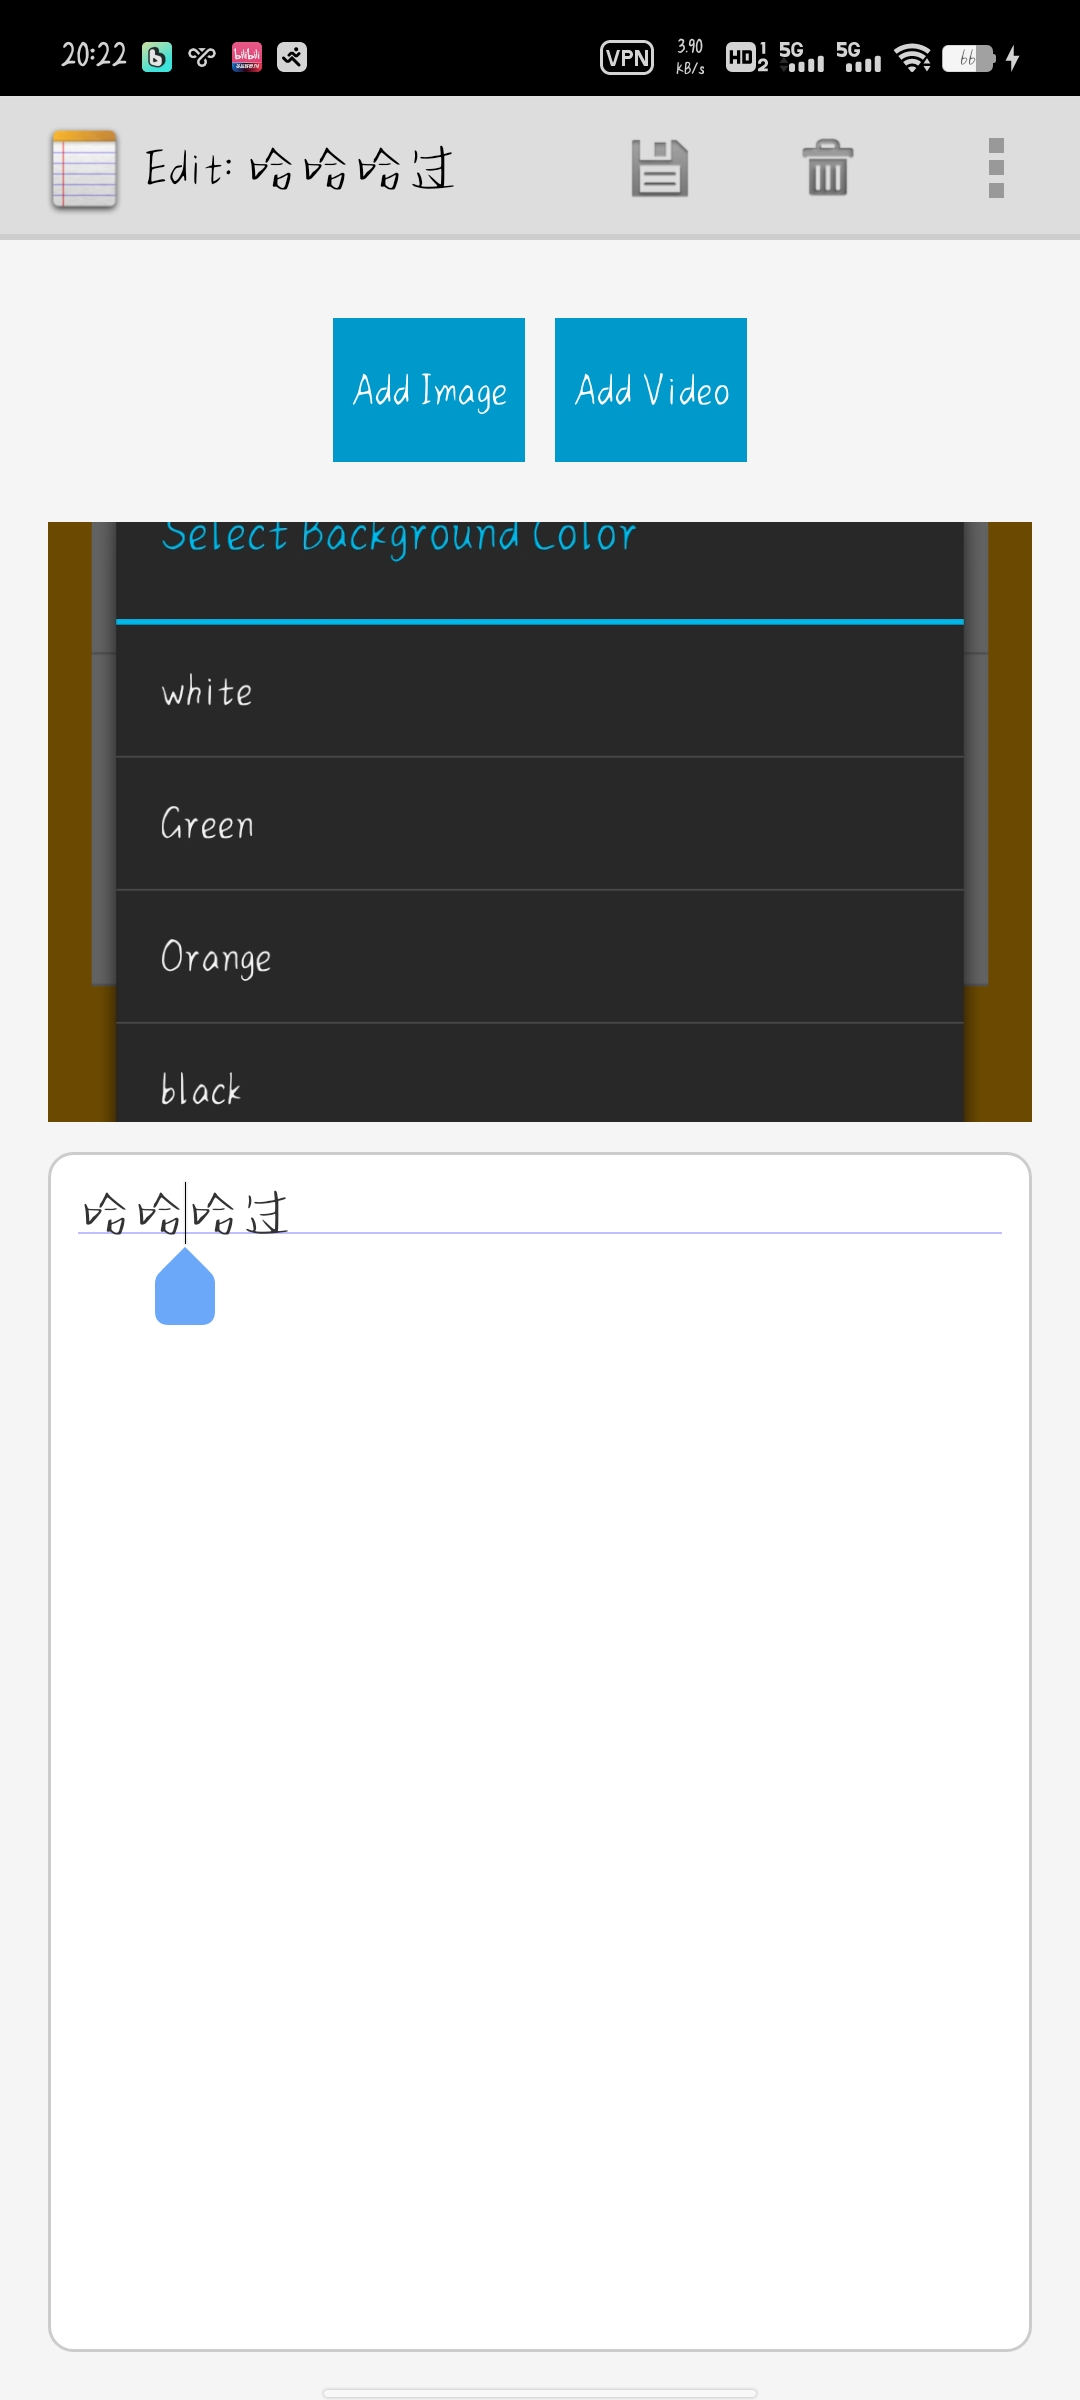 20:22 bilibili VPN 3.90 KB/s HD 1 2 5G 5G 66
Edit: 哈哈哈过
Add Image Add Video
Select Background Color
white
Green
Orange
black
哈哈哈过